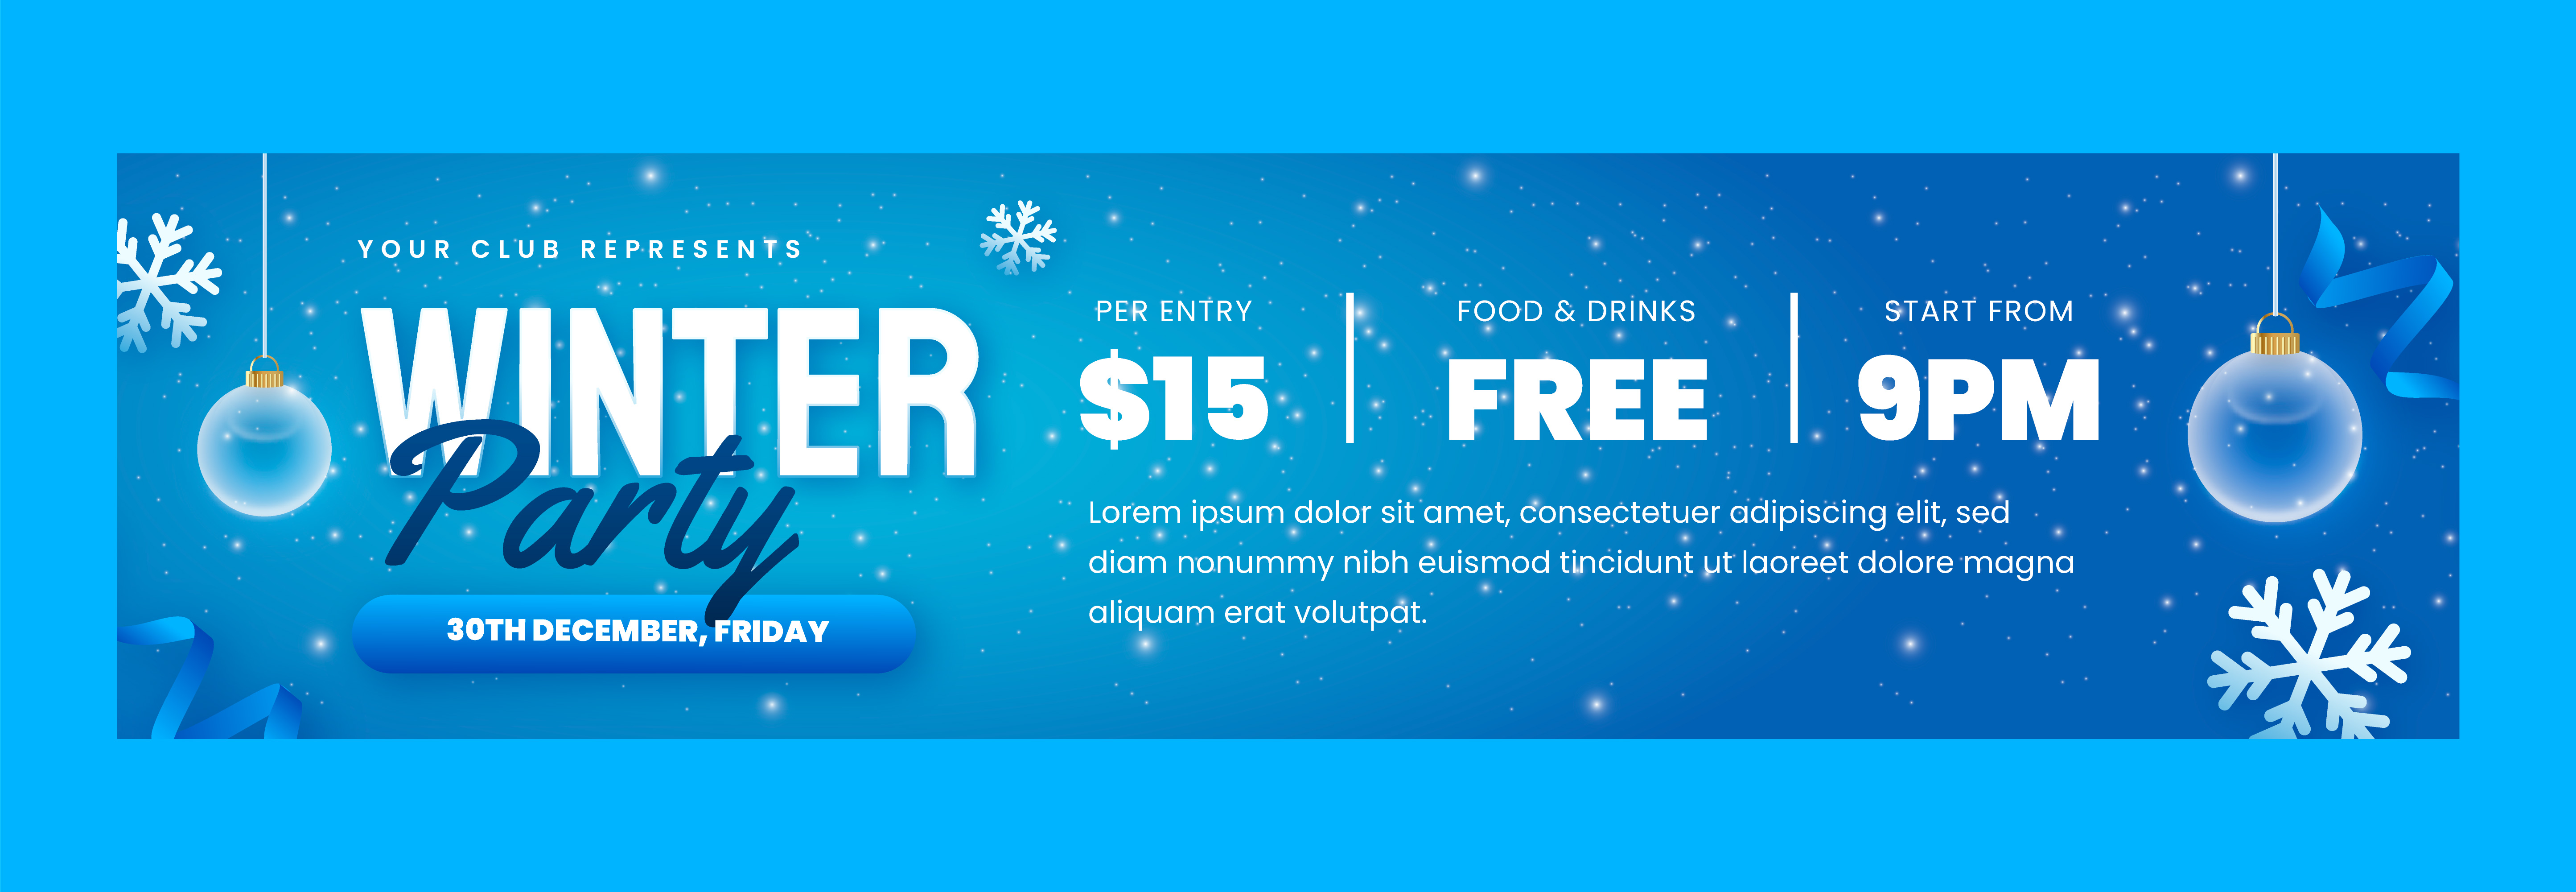 YOUR CLUB REPRESENTS
WINTER
Party
30TH DECEMBER, FRIDAY
PER ENTRY
$15
FOOD & DRINKS
FREE
START FROM
9PM
Lorem ipsum dolor sit amet, consectetuer adipiscing elit, sed
diam nonummy nibh euismod tincidunt ut laoreet dolore magna
aliquam erat volutpat.